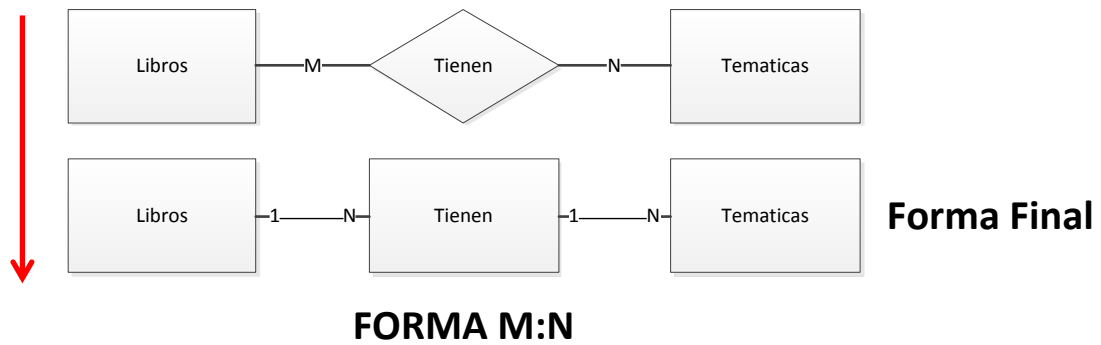 Libros M Tienen N Tematicas
Libros 1 N Tienen 1 N Tematicas
Forma Final
FORMA M:N